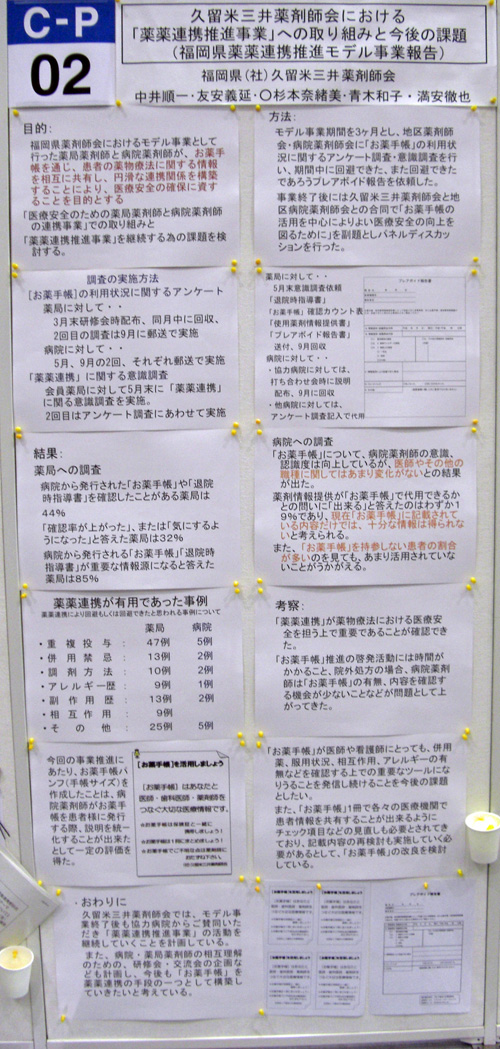 C-P
02
久留米三井薬剤師会における
「薬薬連携推進事業」への取り組みと今後の課題
(福岡県薬薬連携推進モデル事業報告)
福岡県(社)久留米三井薬剤師会
中井順一・友安義延・〇杉本奈緒美・青木和子・満安徹也
目的:
福岡県薬剤師会におけるモデル事業として
行った薬局薬剤師と病院薬剤師が、お薬手
帳を通じ、患者の薬物療法に関する情報
を相互に共有し、円滑な連携関係を構築
することにより、医療安全の確保に資す
ることを目的とする
「医療安全のための薬局薬剤師と病院薬剤師
の連携事業」での取り組みと
「薬薬連携推進事業」を継続する為の課題を検
討する。
方法:
モデル事業期間を3ヶ月とし、地区薬剤師
会・病院薬剤師会に「お薬手帳」の利用状
況に関するアンケート調査・意識調査を行
い、期間中に回避できた、また回避できた
であろうプレアボイド報告を依頼した。
事業終了後には久留米三井薬剤師会と地
区病院薬剤師会との合同で「お薬手帳の
活用を中心によりよい医療安全の向上を
図るために」を副題としパネルディスカッ
ションを行った。
調査の実施方法
[お薬手帳]の利用状況に関するアンケート
薬局に対して・・
3月末研修会時配布、同月中に回収、
2回目の調査は9月に郵送で実施
病院に対して・・
5月、9月の2回、それぞれ郵送で実施
「薬薬連携」に関する意識調査
会員薬局に対して5月末に「薬薬連携」
に関る意識調査を実施。
2回目はアンケート調査にあわせて実施
薬局に対して・・
5月末意識調査依頼
「退院時指導書」
「お薬手帳」確認カウント表
「使用薬剤情報提供書」
「プレアボイド報告書」
送付、9月回収
病院に対して・・
・協力病院に対しては、
打ち合わせ会時に説明
配布、9月に回収
・他病院に対しては、
アンケート調査記入で代用
プレアボイド報告書
結果:
薬局への調査
病院から発行された「お薬手帳」や「退院
時指導書」を確認したことがある薬局は
44%
「確認率が上がった」、または「気にするよ
うになった」と答えた薬局は32%
病院から発行される「お薬手帳」「退院時
指導書」が重要な情報源になると答えた
薬局は85%
病院への調査
「お薬手帳」について、病院薬剤師の意識、
認識度は向上しているが、医師やその他の
職種に関してはあまり変化がないとの結果
が出た。
薬剤情報提供が「お薬手帳」で代用できるか
との問いに「出来る」と答えたのはわずか1
9%であり、現在「お薬手帳」に記載されて
いる内容だけでは、十分な情報は得られな
いと考えられる。
また、「お薬手帳」を持参しない患者の割合
が多いのを見ても、あまり活用されていな
いことがうかがえる。
薬薬連携が有用であった事例
薬薬連携により回避もしくは回避できたと思われる事例について
薬局 病院
・重複投与: 47例 5例
・併用禁忌: 13例 2例
・調剤方法: 10例 2例
・アレルギー歴: 9例 1例
・副作用歴: 13例 2例
・相互作用: 9例
・その他: 25例 5例
考察:
「薬薬連携」が薬物療法における医療安
全を担う上で重要であることが確認でき
た。
「お薬手帳」推進の啓発活動には時間が
かかること、院外処方の場合、病院薬剤
師は「お薬手帳」の有無、内容を確認す
る機会が少ないことなどが問題として上
がってきた。
今回の事業推進に
あたり、お薬手帳パ
ンフ(手帳サイズ)を
作成したことは、病
院薬剤師がお薬手
帳を患者様に発行
する際、説明を統一
化することが出来た
として一定の評価を
得た。
【お薬手帳】を活用しましょう
[お薬手帳]はあなたと
医師・歯科医師・薬剤師を
つなぐ大切な医療情報です。
「お薬手帳」が医師や看護師にとっても、併用
薬、服用状況、相互作用、アレルギーの有
無などを確認する上での重要なツールにな
りうることを発信し続けることを今後の課題
としたい。
また、「お薬手帳」1冊で各々の医療機関で
患者情報を共有することが出来るように
チェック項目などの見直しも必要とされてき
ており、記載内容の再検討も実施していく必
要があるとして、「お薬手帳」の改良を検討し
ている。
・おわりに
久留米三井薬剤師会では、モデル事
業終了後も協力病院からご賛同いた
だき「薬薬連携推進事業」の活動を
継続していくことを計画している。
また、病院・薬局薬剤師の相互理解
のための、研修会・交流会の企画な
ども計画し、今後も「お薬手帳」を
薬薬連携の手段の一つとして構築し
ていきたいと考えている。